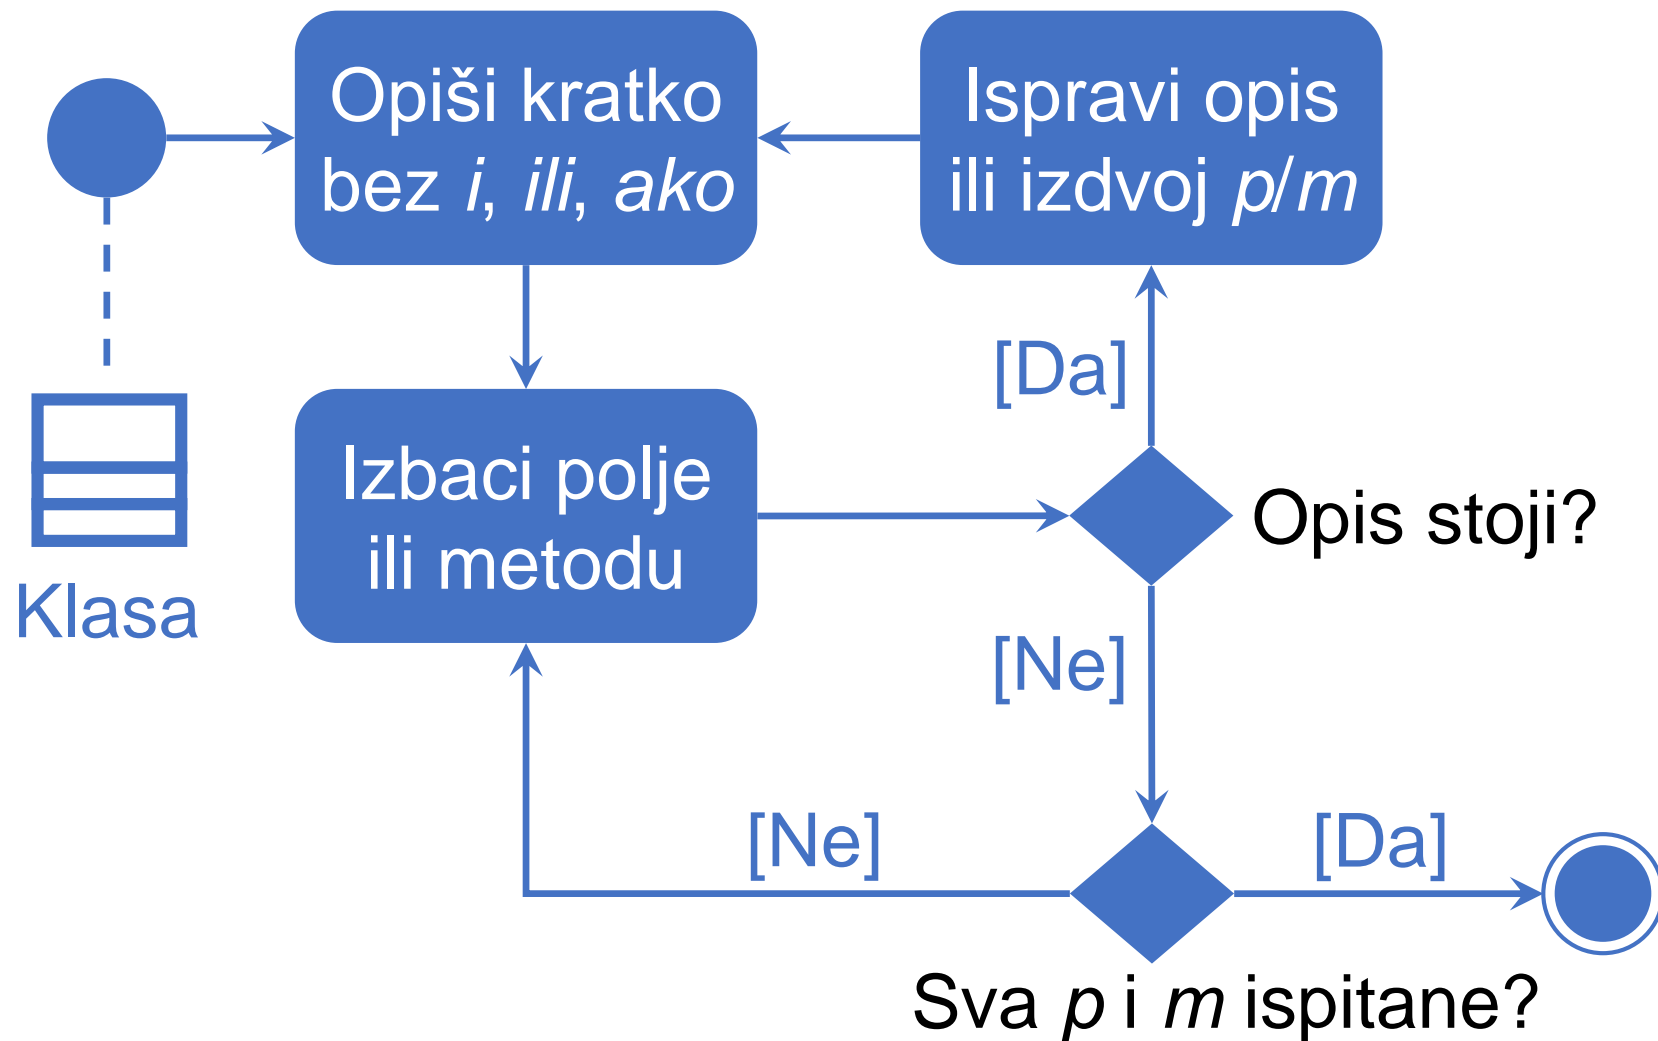 Opiši kratko
bez i, ili, ako
Ispravi opis
ili izdvoj p/m
[Da]
Klasa
Izbaci polje
ili metodu
Opis stoji?
[Ne]
[Ne]
[Da]
Sva p i m ispitane?